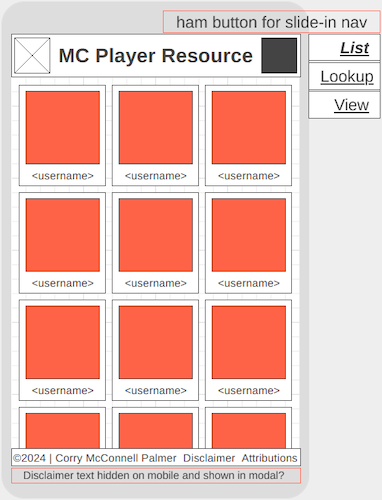 ham button for slide-in nav
MC Player Resource
List
Lookup
View
<username> <username> <username>
<username> <username> <username>
<username> <username> <username>
©2024 | Corry McConnell Palmer Disclaimer Attributions
Disclaimer text hidden on mobile and shown in modal?